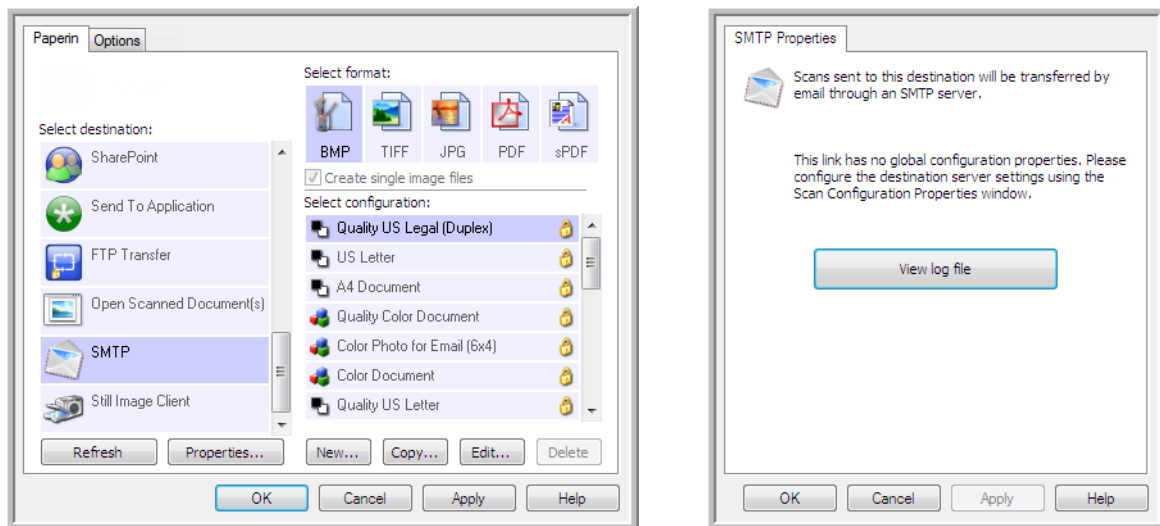 Paperin
Options
Select destination:
SharePoint
Send To Application
FTP Transfer
Open Scanned Document(s)
SMTP
Still Image Client
Refresh
Properties...
Select format:
BMP
TIFF
JPG
PDF
sPDF
Create single image files
Select configuration:
Quality US Legal (Duplex)
US Letter
A4 Document
Quality Color Document
Color Photo for Email (6x4)
Color Document
Quality US Letter
New...
Copy...
Edit...
Delete
OK
Cancel
Apply
Help
SMTP Properties
Scans sent to this destination will be transferred by
email through an SMTP server.
This link has no global configuration properties. Please
configure the destination server settings using the
Scan Configuration Properties window.
View log file
OK
Cancel
Apply
Help